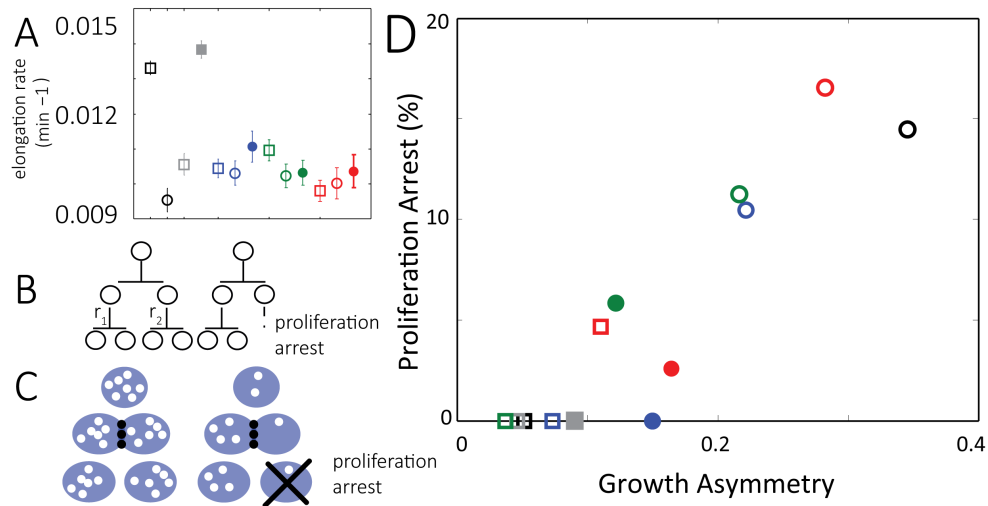 A
elongation rate
(min −1 )
0.015
0.012
0.009
B
r1
r2
proliferation
arrest
C
proliferation
arrest
D
Proliferation Arrest (%)
20
10
0
0
0.2
0.4
Growth Asymmetry